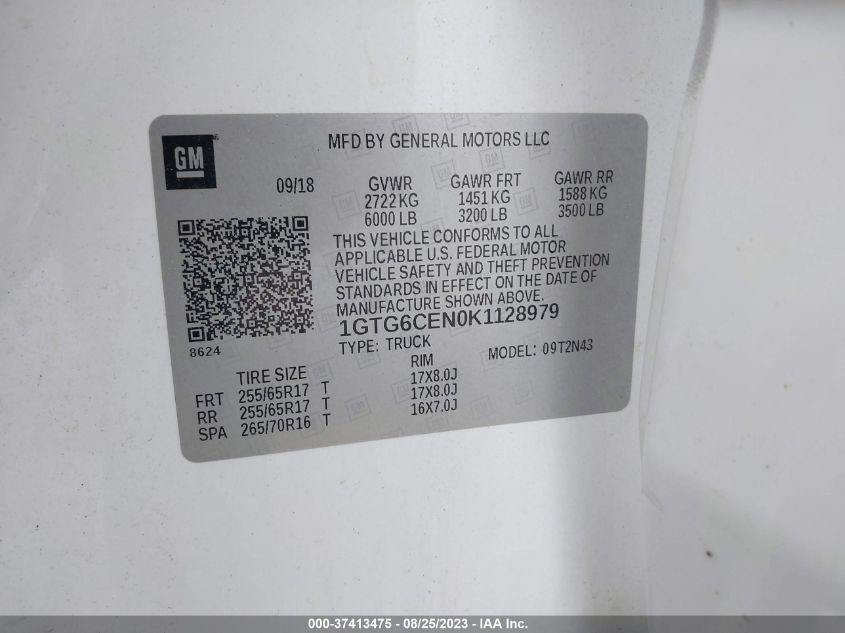 GM
MFD BY GENERAL MOTORS LLC
09/18
GVWR GAWR FRT GAWR RR
2722 KG 1451 KG 1588 KG
6000 LB 3200 LB 3500 LB
THIS VEHICLE CONFORMS TO ALL
APPLICABLE U.S. FEDERAL MOTOR
VEHICLE SAFETY AND THEFT PREVENTION
STANDARDS IN EFFECT ON THE DATE OF
MANUFACTURE SHOWN ABOVE.
1GTG6CEN0K1128979
8624
TYPE: TRUCK MODEL: 09T2N43
TIRE SIZE RIM
FRT 255/65R17 T 17X8.0J
RR 255/65R17 T 17X8.0J
SPA 265/70R16 T 16X7.0J
000-37413475 - 08/25/2023 - IAA Inc.